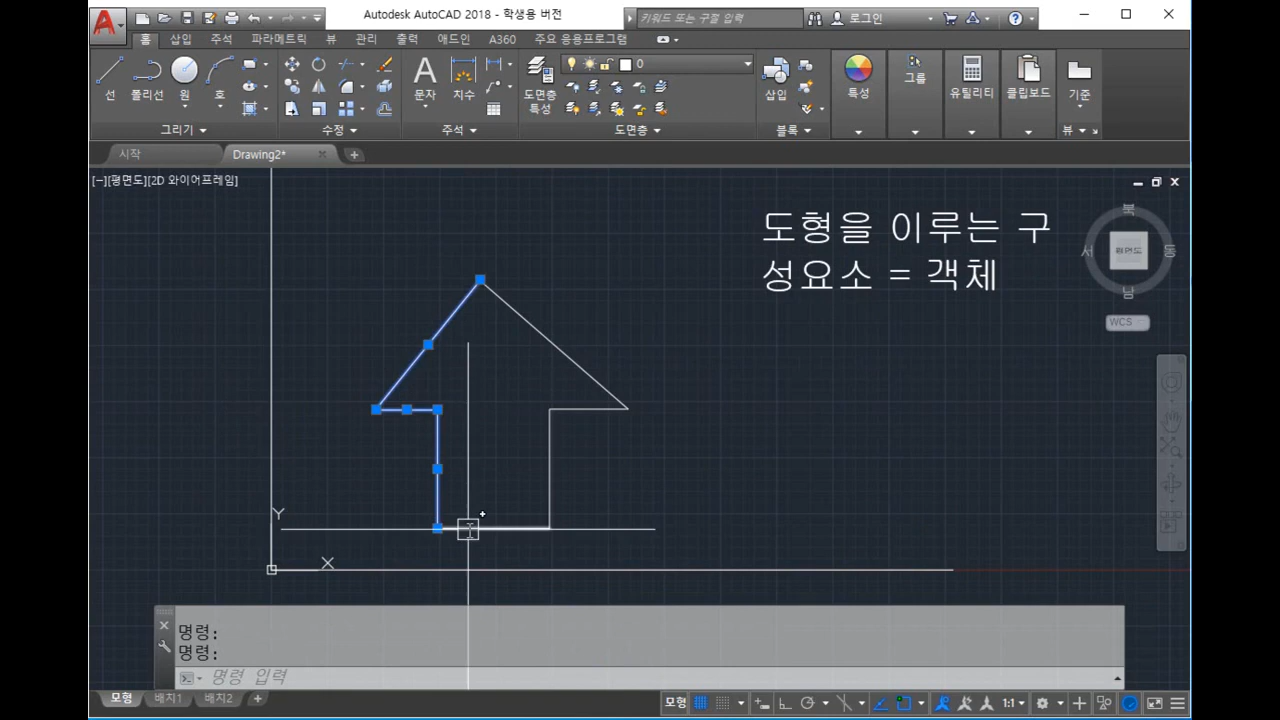 Autodesk AutoCAD 2018 - 학생용 버전
키워드 또는 구절 입력
로그인
홈 삽입 주석 파라메트릭 뷰 관리 출력 애드인 A360 주요 응용프로그램
선 폴리선 원 호 문자 치수 도면층 특성 0 삽입 특성 그룹 유틸리티 클립보드 기준
그리기 수정 주석 도면층 블록 뷰
시작 Drawing2*
[−][평면도][2D 와이어프레임]
도형을 이루는 구
성요소 = 객체
북
서 평면도 동
남
WCS
Y
X
명령:
명령:
명령 입력
모형 배치1 배치2
모형 1:1